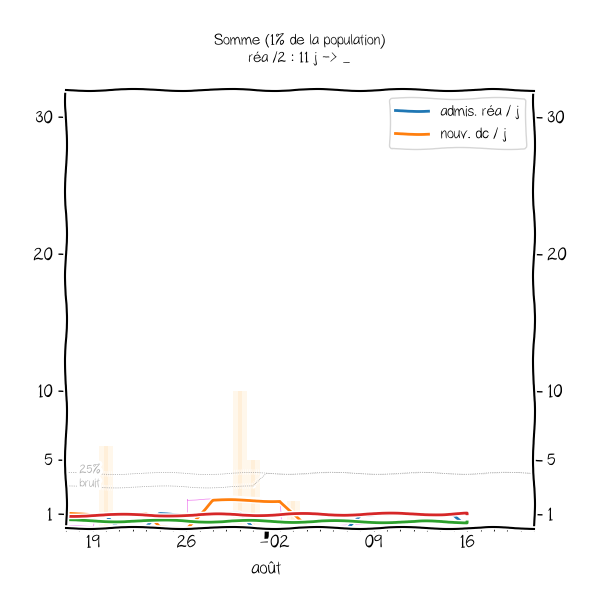 Somme (1% de la population)
réa /2 : 11 j -> _
admis. réa / j
nouv. dc / j
30
30
20
20
10
10
5
5
25%
bruit
1
1
19
26
02
09
16
août